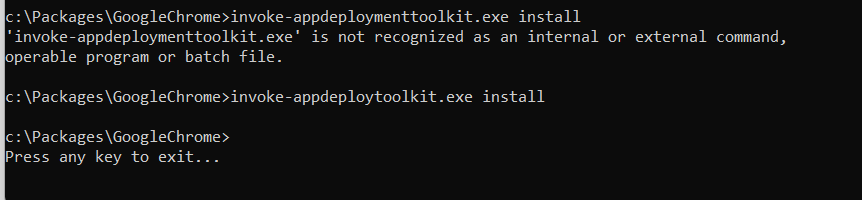 c:\Packages\GoogleChrome>invoke-appdeploymenttoolkit.exe install
'invoke-appdeploymenttoolkit.exe' is not recognized as an internal or external command,
operable program or batch file.
c:\Packages\GoogleChrome>invoke-appdeploytoolkit.exe install
c:\Packages\GoogleChrome>
Press any key to exit...